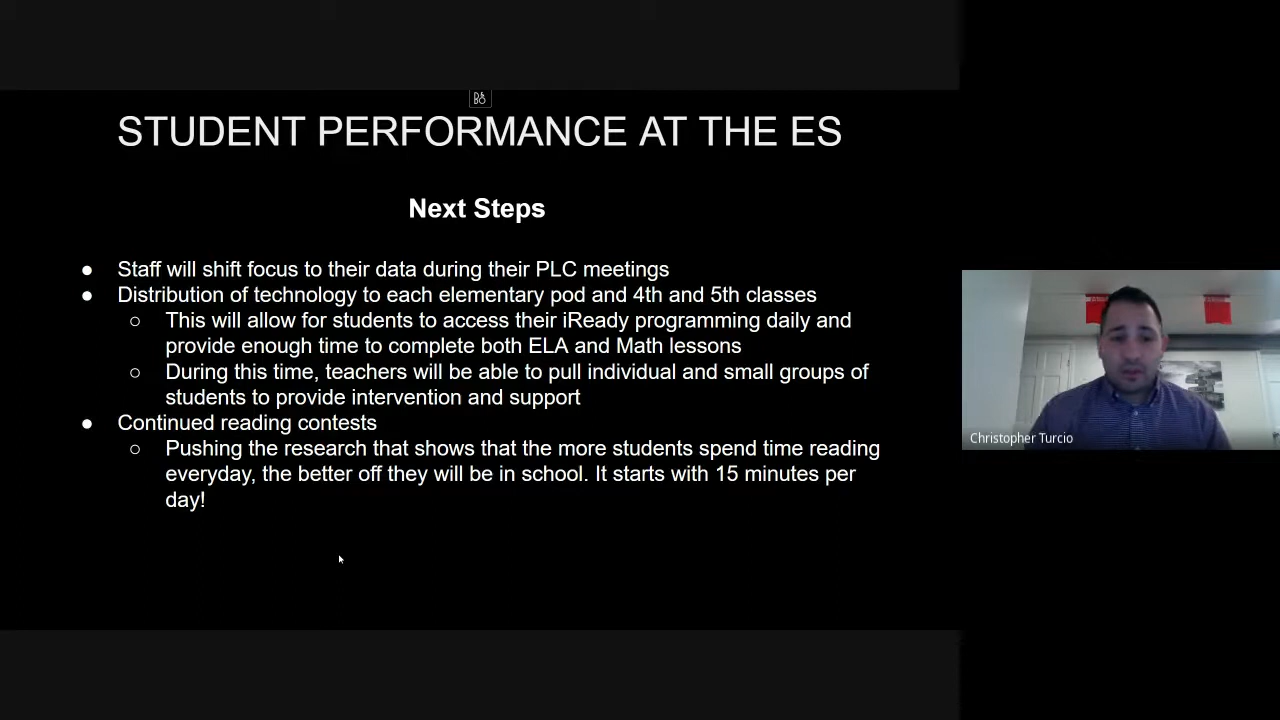 D&
BO
STUDENT PERFORMANCE AT THE ES
Next Steps
● Staff will shift focus to their data during their PLC meetings
● Distribution of technology to each elementary pod and 4th and 5th classes
○ This will allow for students to access their iReady programming daily and
provide enough time to complete both ELA and Math lessons
○ During this time, teachers will be able to pull individual and small groups of
students to provide intervention and support
● Continued reading contests
○ Pushing the research that shows that the more students spend time reading
everyday, the better off they will be in school. It starts with 15 minutes per
day!
Christopher Turcio